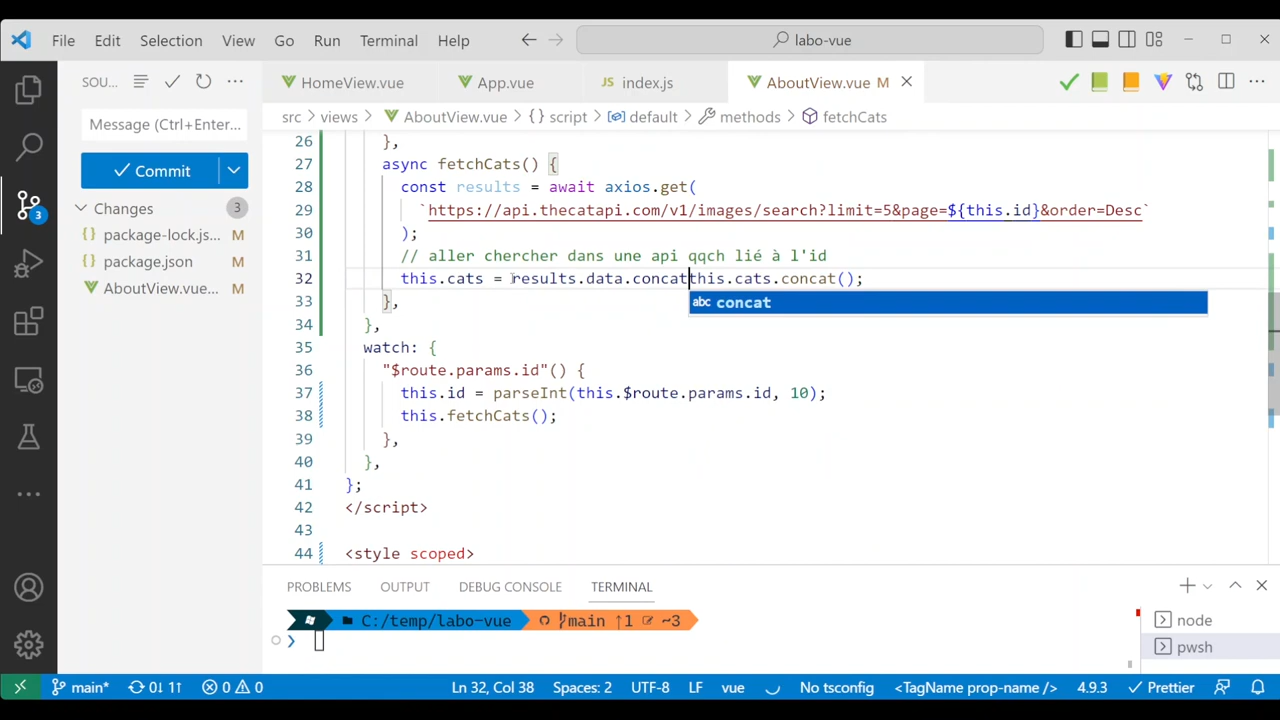 File Edit Selection View Go Run Terminal Help labo-vue
SOU... HomeView.vue App.vue JS index.js AboutView.vue M
Message (Ctrl+Enter...
src › views › AboutView.vue › {} script › default › methods › fetchCats
Commit
Changes 3
{} package-lock.js... M
{} package.json M
{} AboutView.vue... M
26 },
27 async fetchCats() {
28 const results = await axios.get(
29 `https://api.thecatapi.com/v1/images/search?limit=5&page=${this.id}&order=Desc`
30 );
31 // aller chercher dans une api qqch lié à l'id
32 this.cats = results.data.concatthis.cats.concat();
abc concat
33 },
34 },
35 watch: {
36 "$route.params.id"() {
37 this.id = parseInt(this.$route.params.id, 10);
38 this.fetchCats();
39 },
40 },
41 };
42 </script>
43
44 <style scoped>
3
PROBLEMS OUTPUT DEBUG CONSOLE TERMINAL
C:/temp/labo-vue main ↑1 ~3
❯
node
pwsh
main* 0↓ 1↑ 0 0 Ln 32, Col 38 Spaces: 2 UTF-8 LF vue No tsconfig <TagName prop-name /> 4.9.3 Prettier